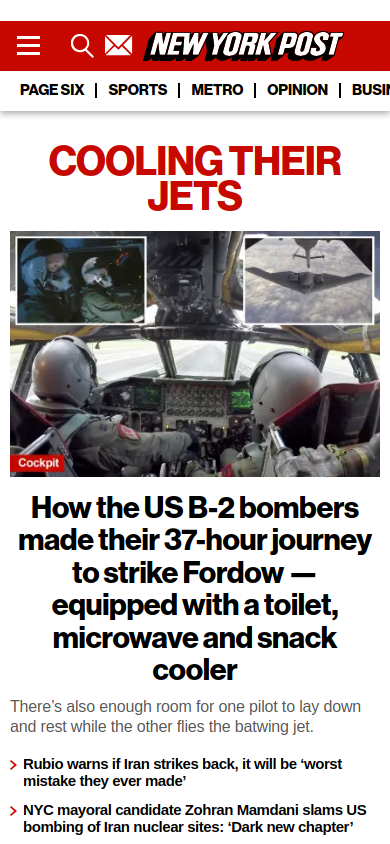 NEW YORK POST
PAGE SIX | SPORTS | METRO | OPINION | BUSIN
COOLING THEIR
JETS
Cockpit
How the US B-2 bombers
made their 37-hour journey
to strike Fordow —
equipped with a toilet,
microwave and snack
cooler
There’s also enough room for one pilot to lay down
and rest while the other flies the batwing jet.
Rubio warns if Iran strikes back, it will be ‘worst
mistake they ever made’
NYC mayoral candidate Zohran Mamdani slams US
bombing of Iran nuclear sites: ‘Dark new chapter’